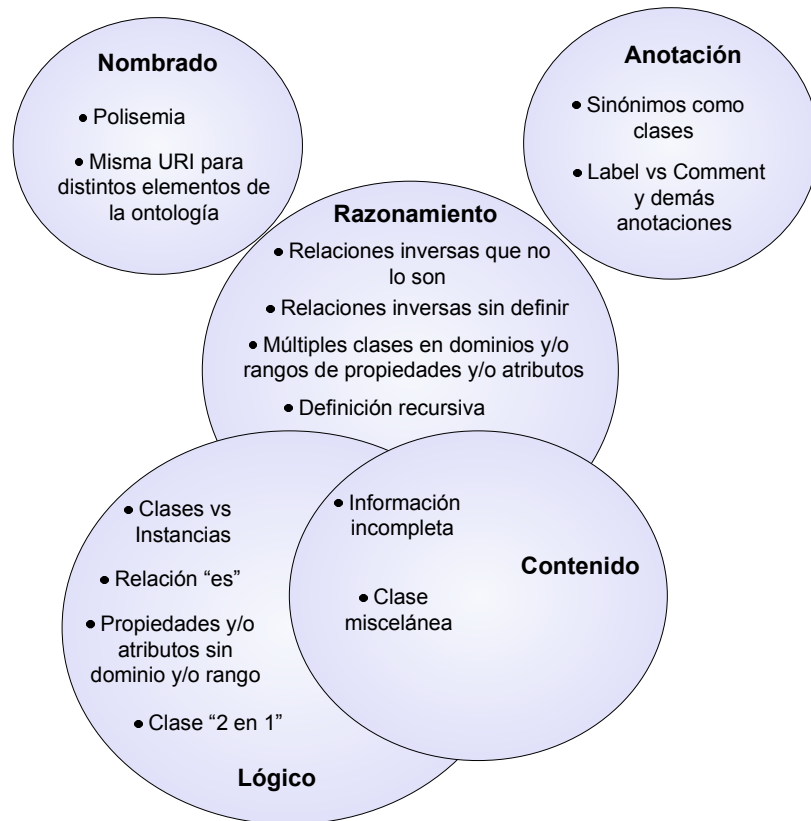 Nombrado
• Polisemia
• Misma URI para
distintos elementos de
la ontología
Anotación
• Sinónimos como
clases
• Label vs Comment
y demás
anotaciones
Razonamiento
• Relaciones inversas que no
lo son
• Relaciones inversas sin definir
• Múltiples clases en dominios y/o
rangos de propiedades y/o atributos
• Definición recursiva
• Clases vs
Instancias
• Relación “es”
• Propiedades y/o
atributos sin
dominio y/o rango
• Clase “2 en 1”
Lógico
• Información
incompleta
• Clase
miscelánea
Contenido